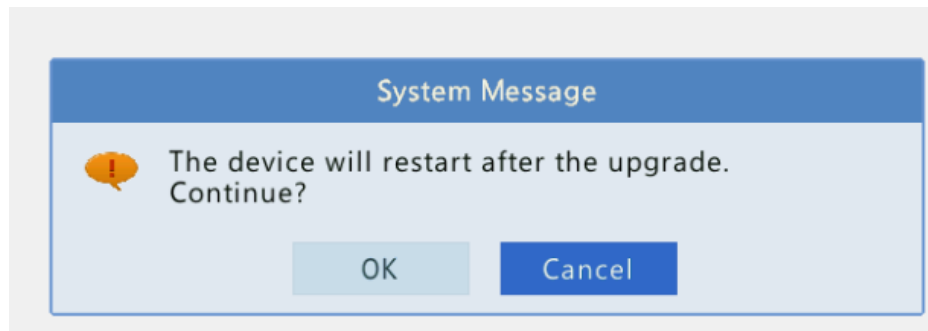 System Message
The device will restart after the upgrade.
Continue?
OK
Cancel